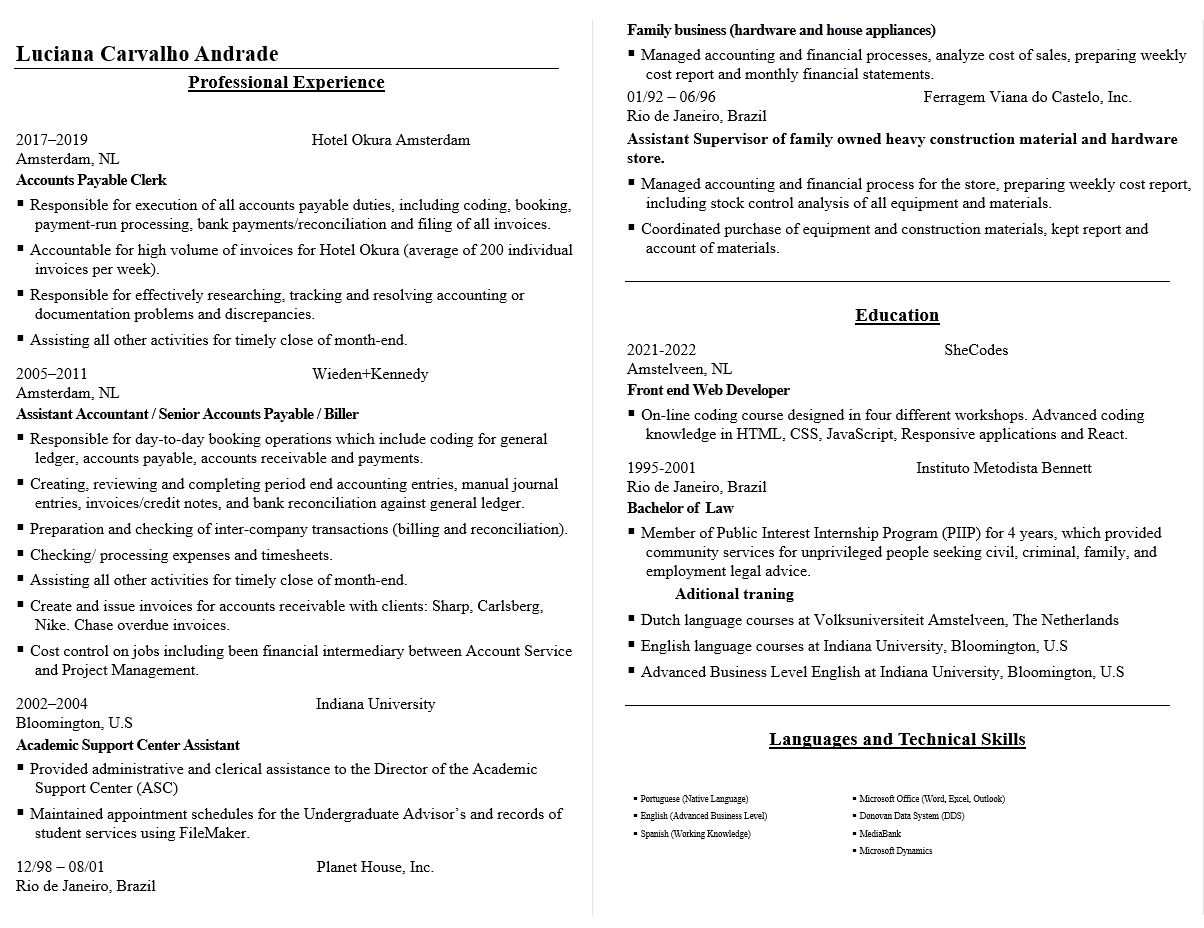 Luciana Carvalho Andrade
Professional Experience
2017–2019 Hotel Okura Amsterdam
Amsterdam, NL
Accounts Payable Clerk
▪ Responsible for execution of all accounts payable duties, including coding, booking,
payment-run processing, bank payments/reconciliation and filing of all invoices.
▪ Accountable for high volume of invoices for Hotel Okura (average of 200 individual
invoices per week).
▪ Responsible for effectively researching, tracking and resolving accounting or
documentation problems and discrepancies.
▪ Assisting all other activities for timely close of month-end.
2005–2011 Wieden+Kennedy
Amsterdam, NL
Assistant Accountant / Senior Accounts Payable / Biller
▪ Responsible for day-to-day booking operations which include coding for general
ledger, accounts payable, accounts receivable and payments.
▪ Creating, reviewing and completing period end accounting entries, manual journal
entries, invoices/credit notes, and bank reconciliation against general ledger.
▪ Preparation and checking of inter-company transactions (billing and reconciliation).
▪ Checking/ processing expenses and timesheets.
▪ Assisting all other activities for timely close of month-end.
▪ Create and issue invoices for accounts receivable with clients: Sharp, Carlsberg,
Nike. Chase overdue invoices.
▪ Cost control on jobs including been financial intermediary between Account Service
and Project Management.
2002–2004 Indiana University
Bloomington, U.S
Academic Support Center Assistant
▪ Provided administrative and clerical assistance to the Director of the Academic
Support Center (ASC)
▪ Maintained appointment schedules for the Undergraduate Advisor's and records of
student services using FileMaker.
12/98 – 08/01 Planet House, Inc.
Rio de Janeiro, Brazil
Family business (hardware and house appliances)
▪ Managed accounting and financial processes, analyze cost of sales, preparing weekly
cost report and monthly financial statements.
01/92 – 06/96 Ferragem Viana do Castelo, Inc.
Rio de Janeiro, Brazil
Assistant Supervisor of family owned heavy construction material and hardware
store.
▪ Managed accounting and financial process for the store, preparing weekly cost report,
including stock control analysis of all equipment and materials.
▪ Coordinated purchase of equipment and construction materials, kept report and
account of materials.
Education
2021-2022 SheCodes
Amstelveen, NL
Front end Web Developer
▪ On-line coding course designed in four different workshops. Advanced coding
knowledge in HTML, CSS, JavaScript, Responsive applications and React.
1995-2001 Instituto Metodista Bennett
Rio de Janeiro, Brazil
Bachelor of Law
▪ Member of Public Interest Internship Program (PIIP) for 4 years, which provided
community services for unprivileged people seeking civil, criminal, family, and
employment legal advice.
Aditional traning
▪ Dutch language courses at Volksuniversiteit Amstelveen, The Netherlands
▪ English language courses at Indiana University, Bloomington, U.S
▪ Advanced Business Level English at Indiana University, Bloomington, U.S
Languages and Technical Skills
▪ Portuguese (Native Language)
▪ English (Advanced Business Level)
▪ Spanish (Working Knowledge)
▪ Microsoft Office (Word, Excel, Outlook)
▪ Donovan Data System (DDS)
▪ MediaBank
▪ Microsoft Dynamics